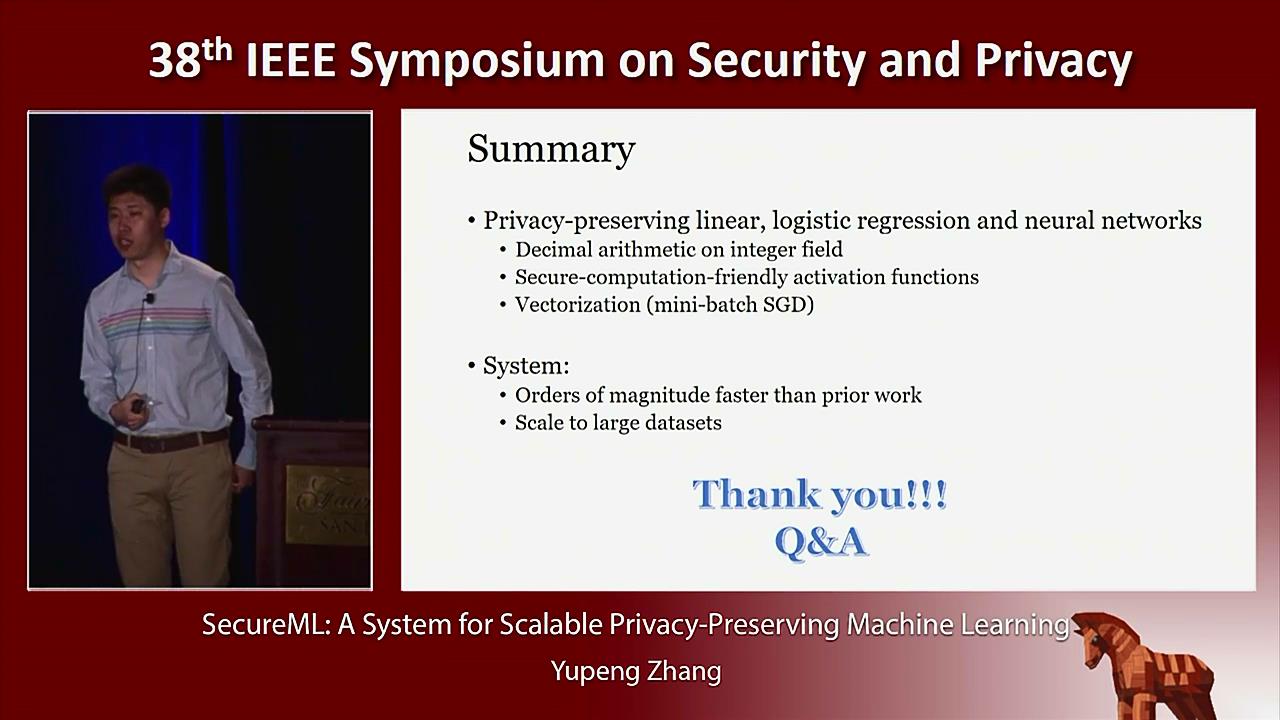 38th IEEE Symposium on Security and Privacy
Summary
• Privacy-preserving linear, logistic regression and neural networks
• Decimal arithmetic on integer field
• Secure-computation-friendly activation functions
• Vectorization (mini-batch SGD)
• System:
• Orders of magnitude faster than prior work
• Scale to large datasets
Thank you!!!
Q&A
SAN
SecureML: A System for Scalable Privacy-Preserving Machine Learning
Yupeng Zhang